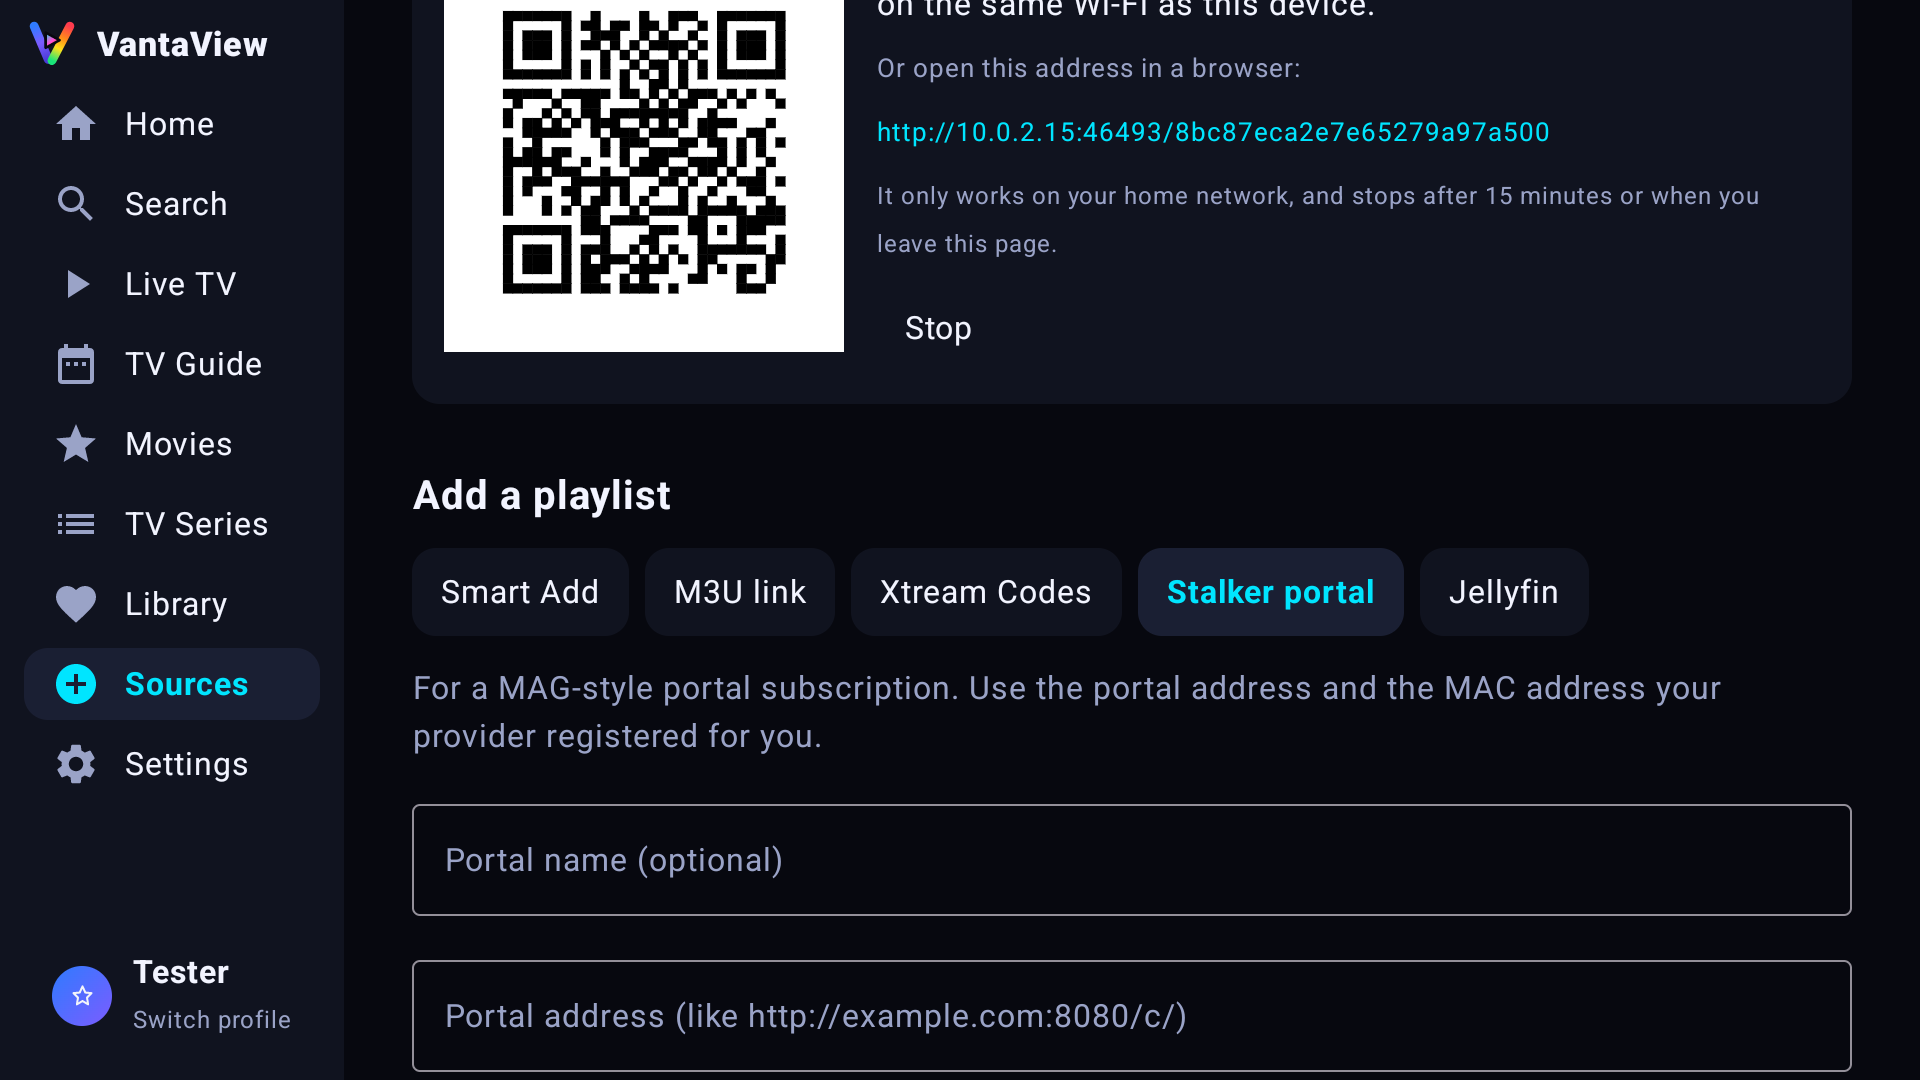 VantaView
Home
Search
Live TV
TV Guide
Movies
TV Series
Library
Sources
Settings
Tester
Switch profile
on the same Wi-Fi as this device.
Or open this address in a browser:
http://10.0.2.15:46493/8bc87eca2e7e65279a97a500
It only works on your home network, and stops after 15 minutes or when you
leave this page.
Stop
Add a playlist
Smart Add
M3U link
Xtream Codes
Stalker portal
Jellyfin
For a MAG-style portal subscription. Use the portal address and the MAC address your
provider registered for you.
Portal name (optional)
Portal address (like http://example.com:8080/c/)